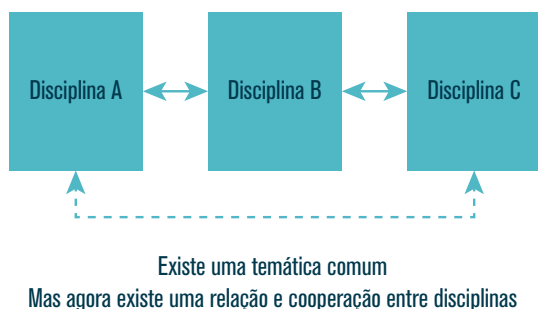 Disciplina A
Disciplina B
Disciplina C
Existe uma temática comum
Mas agora existe uma relação e cooperação entre disciplinas